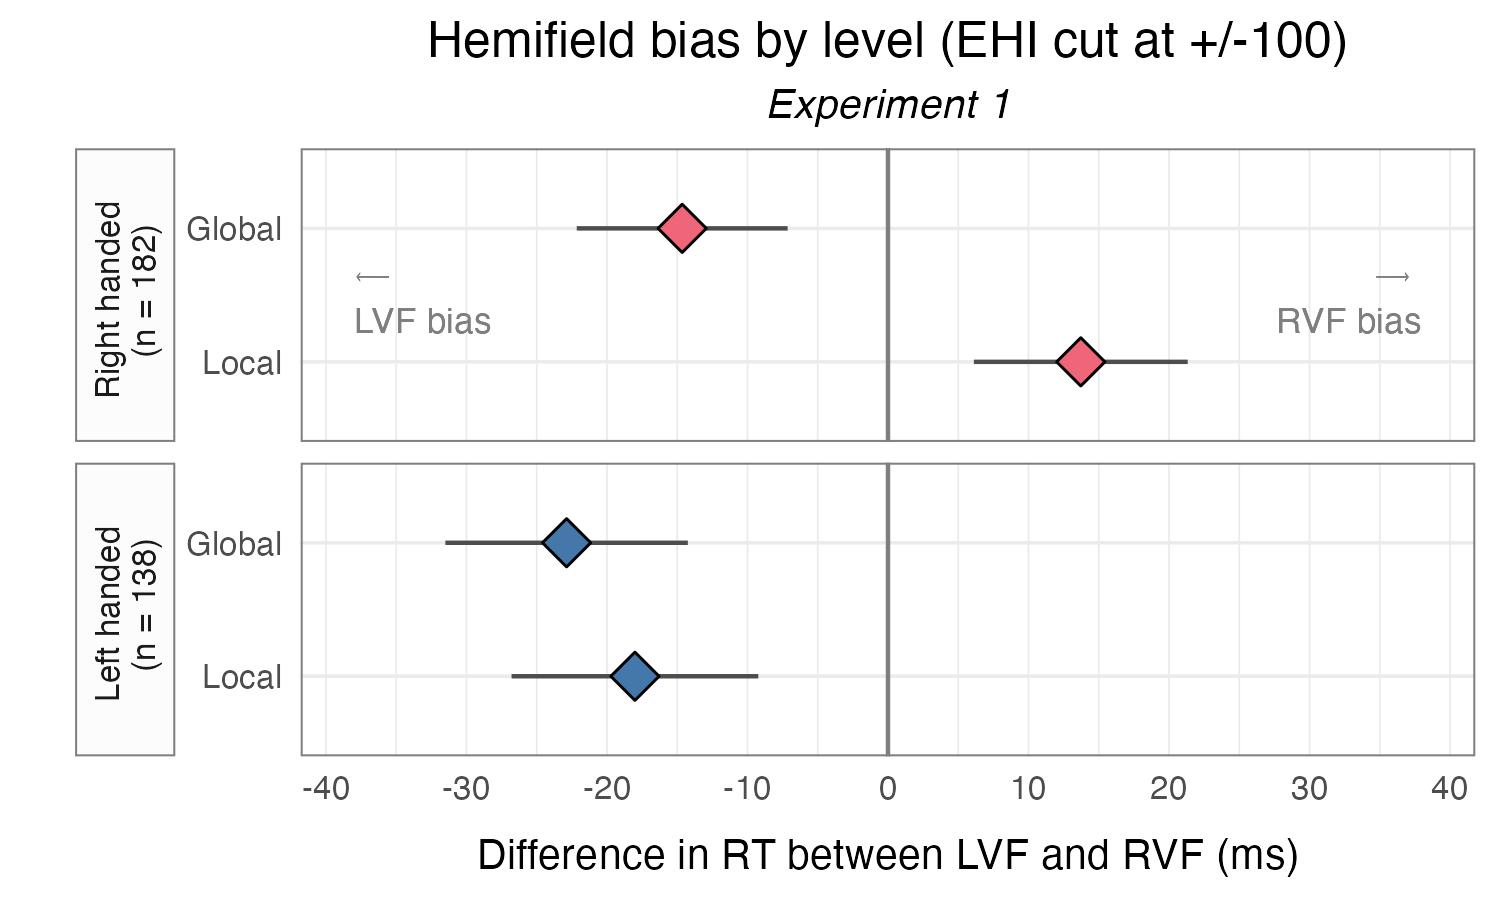 Hemifield bias by level (EHI cut at +/-100)
Experiment 1
Right handed
(n = 182)
Global
Local
LVF bias
RVF bias
Left handed
(n = 138)
Global
Local
-40 -30 -20 -10 0 10 20 30 40
Difference in RT between LVF and RVF (ms)